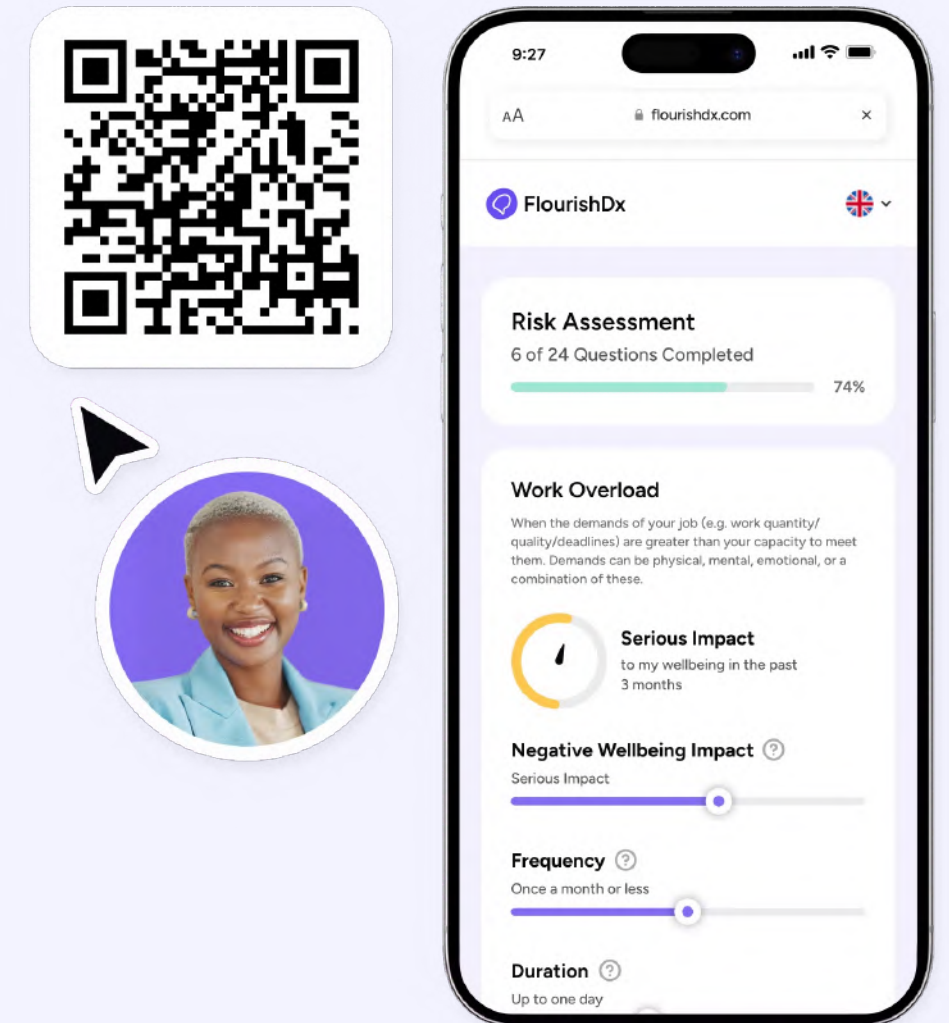 9:27
AA flourishdx.com ×
FlourishDx
Risk Assessment
6 of 24 Questions Completed
74%
Work Overload
When the demands of your job (e.g. work quantity/
quality/deadlines) are greater than your capacity to meet
them. Demands can be physical, mental, emotional, or a
combination of these.
Serious Impact
to my wellbeing in the past
3 months
Negative Wellbeing Impact ?
Serious Impact
Frequency ?
Once a month or less
Duration ?
Up to one day